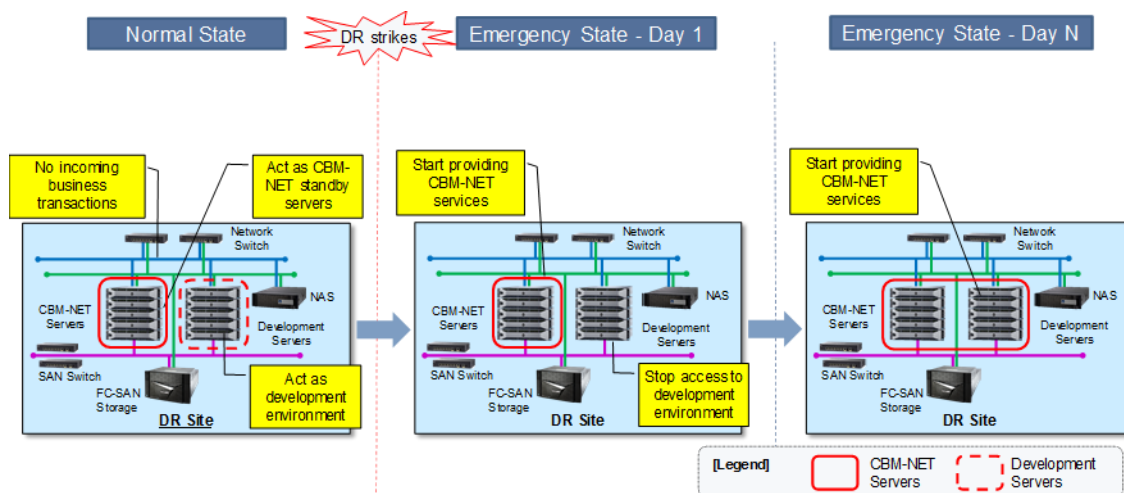 Normal State
DR strikes
Emergency State - Day 1
Emergency State - Day N
No incoming
business
transactions
Act as CBM-
NET standby
servers
Network
Switch
CBM-NET
Servers
NAS
Development
Servers
SAN Switch
FC-SAN
Storage
DR Site
Act as
development
environment
Start providing
CBM-NET
services
Network
Switch
CBM-NET
Servers
NAS
Development
Servers
SAN Switch
FC-SAN
Storage
DR Site
Stop access to
development
environment
Start providing
CBM-NET
services
Network
Switch
CBM-NET
Servers
NAS
Development
Servers
SAN Switch
FC-SAN
Storage
DR Site
[Legend]
CBM-NET
Servers
Development
Servers